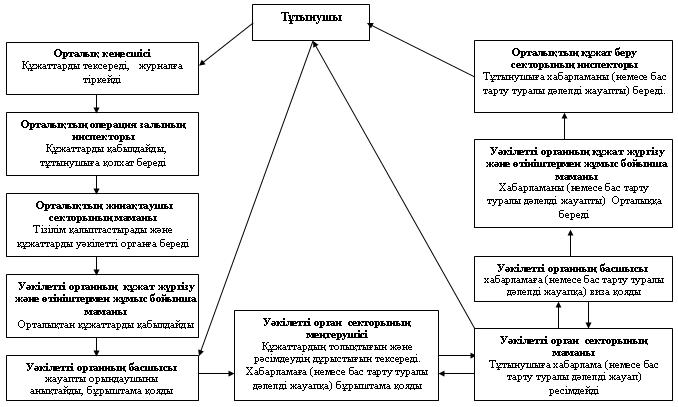 Тұтынушы
Орталық кеңесшісі
Құжаттарды тексереді, журналға
тіркейді
Орталықтың операция залының
инспекторы
Құжаттарды қабылдайды,
тұтынушыға қолхат береді
Орталықтың жинақтаушы
секторының маманы
Тізілім қалыптастырады және
құжаттарды уәкілетті органға береді
Уәкілетті органның құжат жүргізу
және өтініштермен жұмыс бойынша
маманы
Орталықтан құжаттарды қабылдайды
Уәкілетті органның басшысы
жауапты орындаушыны
анықтайды, бұрыштама қояды
Уәкілетті орган секторының
меңгерушісі
Құжаттардың толықтығын және
рәсімдеудің дұрыстығын тексереді.
Хабарламаға (немесе бас тарту туралы
дәлелді жауапқа) бұрыштама қояды
Орталықтың құжат беру
секторының инспекторы
Тұтынушыға хабарламаны (немесе бас
тарту туралы дәлелді жауапты) береді.
Уәкілетті органның құжат жүргізу
және өтініштермен жұмыс бойынша
маманы
Хабарламаны (немесе бас тарту
туралы дәлелді жауапты) Орталыққа
береді
Уәкілетті органның басшысы
хабарламаға (немесе бас тарту туралы
дәлелді жауапқа) виза қояды
Уәкілетті орган секторының
маманы
Тұтынушыға хабарлама (немесе бас
тарту туралы дәлелді жауап)
ресімдейді